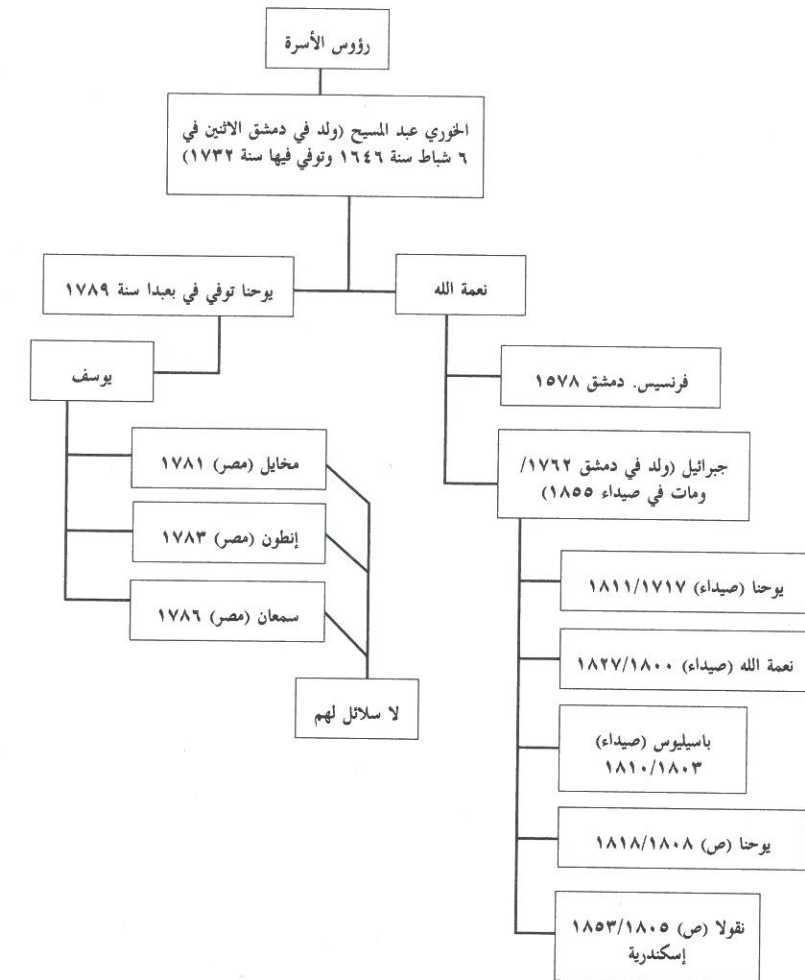 رؤوس الأسرة
الخوري عبد المسيح (ولد في دمشق الاثنين في
٦ شباط سنة ١٦٤٦ وتوفي فيها سنة ١٧٣٢)
نعمة الله
يوحنا توفي في بعبدا سنة ١٧٨٩
فرنسيس. دمشق ١٥٧٨
جبرائيل (ولد في دمشق ١٧٦٢/
ومات في صيداء ١٨٥٥)
يوحنا (صيداء) ١٨١١/١٧١٧
نعمة الله (صيداء) ١٨٢٧/١٨٠٠
باسيليوس (صيداء)
١٨١٠/١٨٠٣
يوحنا (ص) ١٨١٨/١٨٠٨
نقولا (ص) ١٨٥٣/١٨٠٥
إسكندرية
يوسف
مخايل (مصر) ١٧٨١
إنطون (مصر) ١٧٨٣
سمعان (مصر) ١٧٨٦
لا سلائل لهم